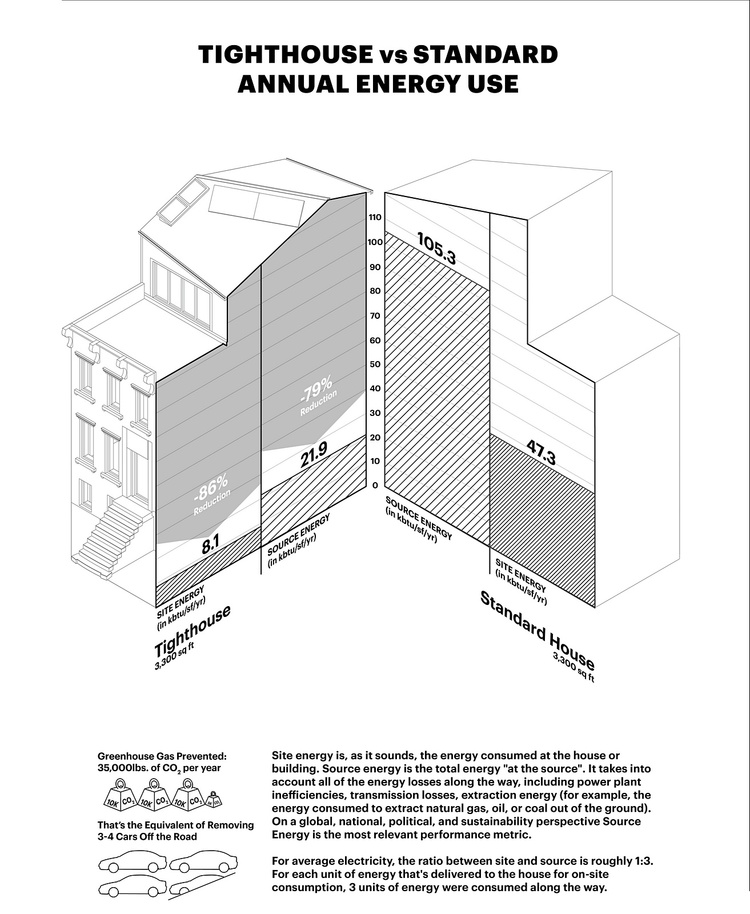 TIGHTHOUSE vs STANDARD
ANNUAL ENERGY USE
110
100
90
80
70
60
50
40
30
20
10
0
105.3
47.3
-79%
Reduction
-86%
Reduction
21.9
8.1
SITE ENERGY
(in kbtu/sf/yr)
SOURCE ENERGY
(in kbtu/sf/yr)
Tighthouse
3,300 sq ft
SOURCE ENERGY
(in kbtu/sf/yr)
SITE ENERGY
(in kbtu/sf/yr)
Standard House
3,300 sq ft
Greenhouse Gas Prevented:
35,000lbs. of CO₂ per year
10K CO₂ 10K CO₂ 10K CO₂
That's the Equivalent of Removing
3-4 Cars Off the Road
Site energy is, as it sounds, the energy consumed at the house or
building. Source energy is the total energy "at the source". It takes into
account all of the energy losses along the way, including power plant
inefficiencies, transmission losses, extraction energy (for example, the
energy consumed to extract natural gas, oil, or coal out of the ground).
On a global, national, political, and sustainability perspective Source
Energy is the most relevant performance metric.
For average electricity, the ratio between site and source is roughly 1:3.
For each unit of energy that's delivered to the house for on-site
consumption, 3 units of energy were consumed along the way.